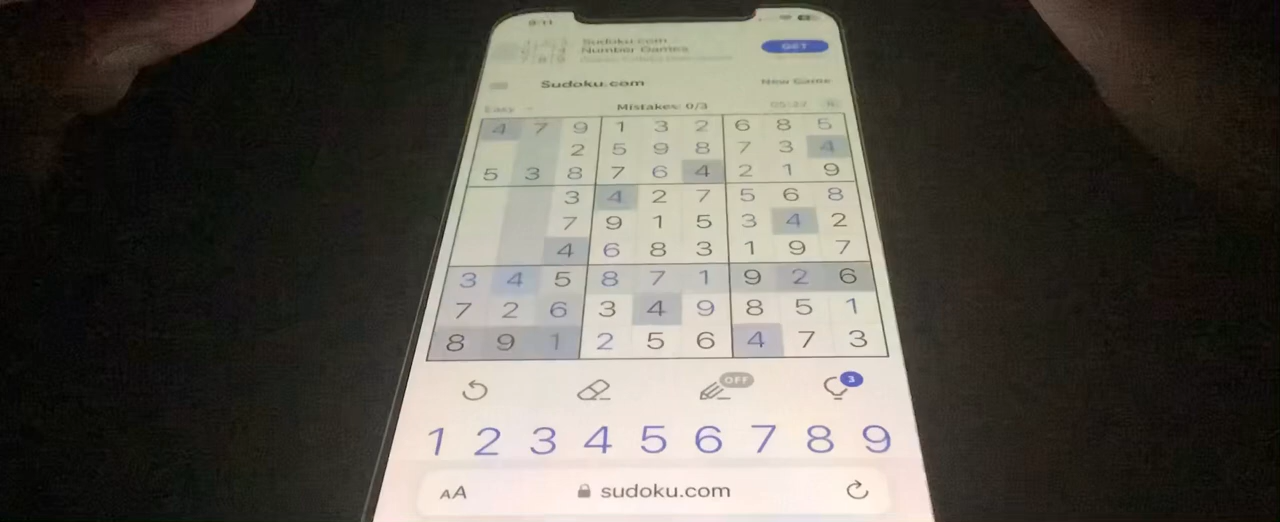 8:11
Sudoku.com
Number Games
GET
Sudoku.com
New Game
Easy
Mistakes: 0/3
4 7 9 1 3 2 6 8 5
2 5 9 8 7 3 4
5 3 8 7 6 4 2 1 9
3 4 2 7 5 6 8
7 9 1 5 3 4 2
4 6 8 3 1 9 7
3 4 5 8 7 1 9 2 6
7 2 6 3 4 9 8 5 1
8 9 1 2 5 6 4 7 3
OFF
3
1 2 3 4 5 6 7 8 9
AA
sudoku.com